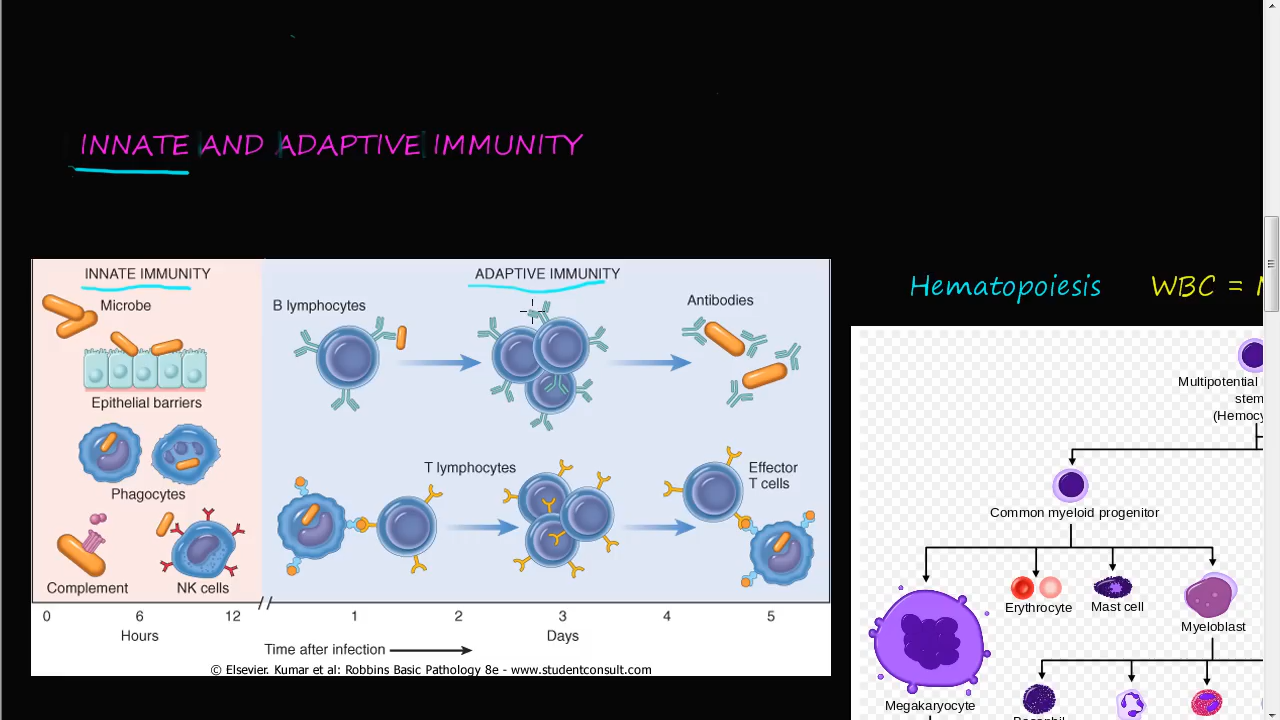 INNATE AND ADAPTIVE IMMUNITY
INNATE IMMUNITY
Microbe
Epithelial barriers
Phagocytes
Complement
NK cells
ADAPTIVE IMMUNITY
B lymphocytes
Antibodies
T lymphocytes
Effector
T cells
0 6 12
Hours
1 2 3 4 5
Days
Time after infection
© Elsevier. Kumar et al: Robbins Basic Pathology 8e - www.studentconsult.com
Hematopoiesis WBC =
Multipotential
Common myeloid progenitor
Erythrocyte
Mast cell
Myeloblast
Megakaryocyte